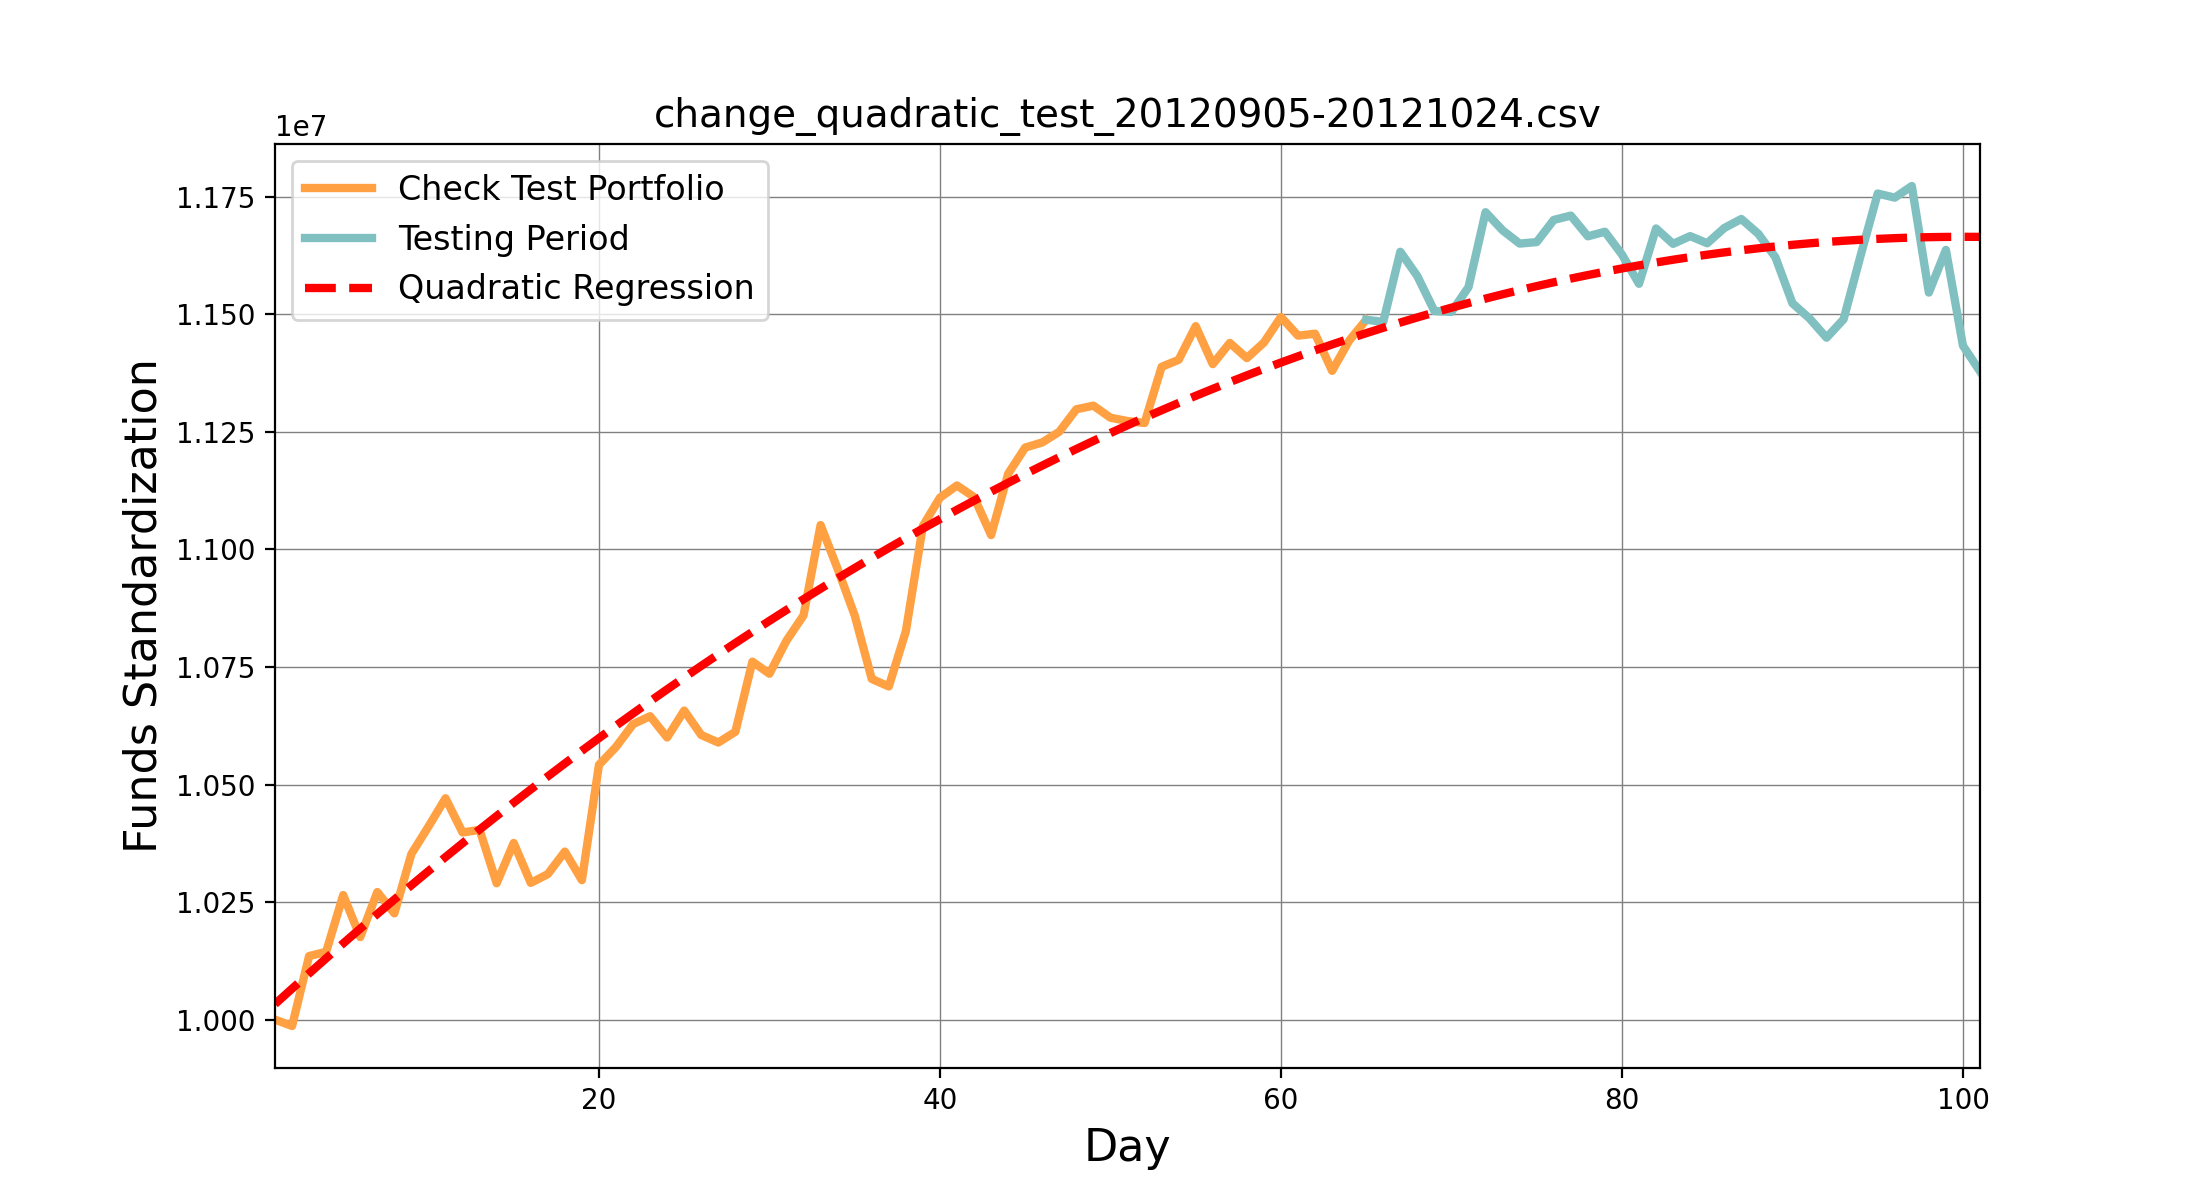 change_quadratic_test_20120905-20121024.csv
1e7
Check Test Portfolio
Testing Period
Quadratic Regression
1.175
1.150
1.125
1.100
1.075
1.050
1.025
1.000
Funds Standardization
20 40 60 80 100
Day